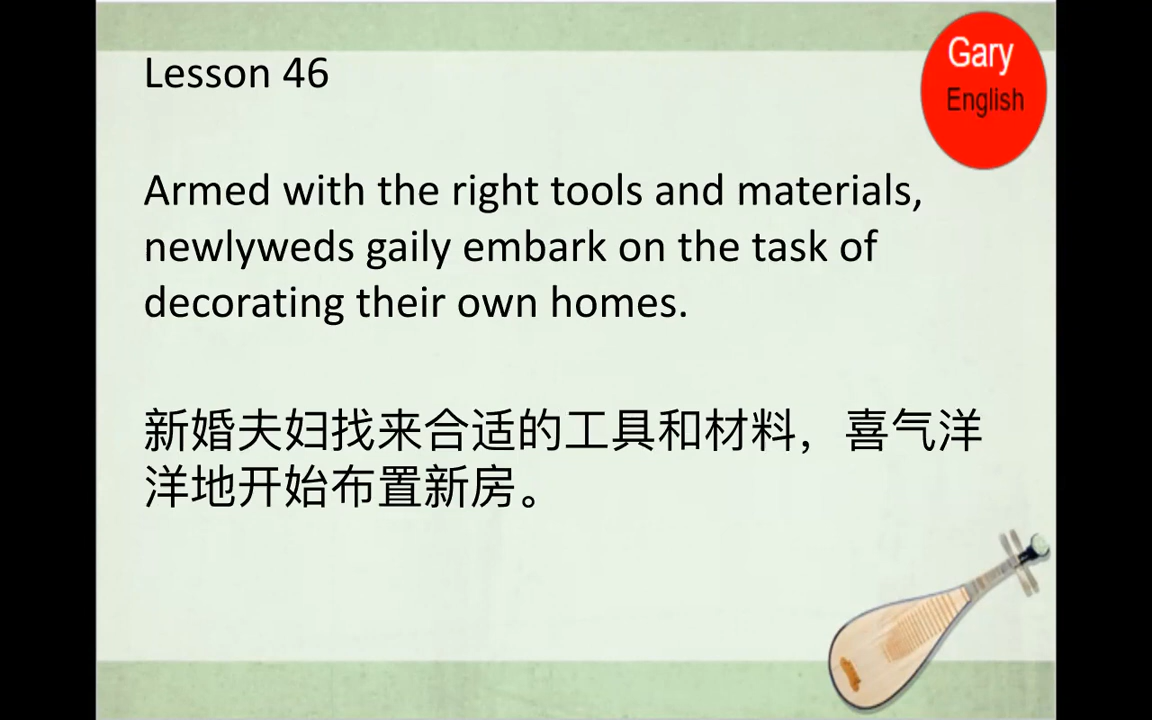 Lesson 46
Gary
English
Armed with the right tools and materials,
newlyweds gaily embark on the task of
decorating their own homes.
新婚夫妇找来合适的工具和材料，喜气洋
洋地开始布置新房。